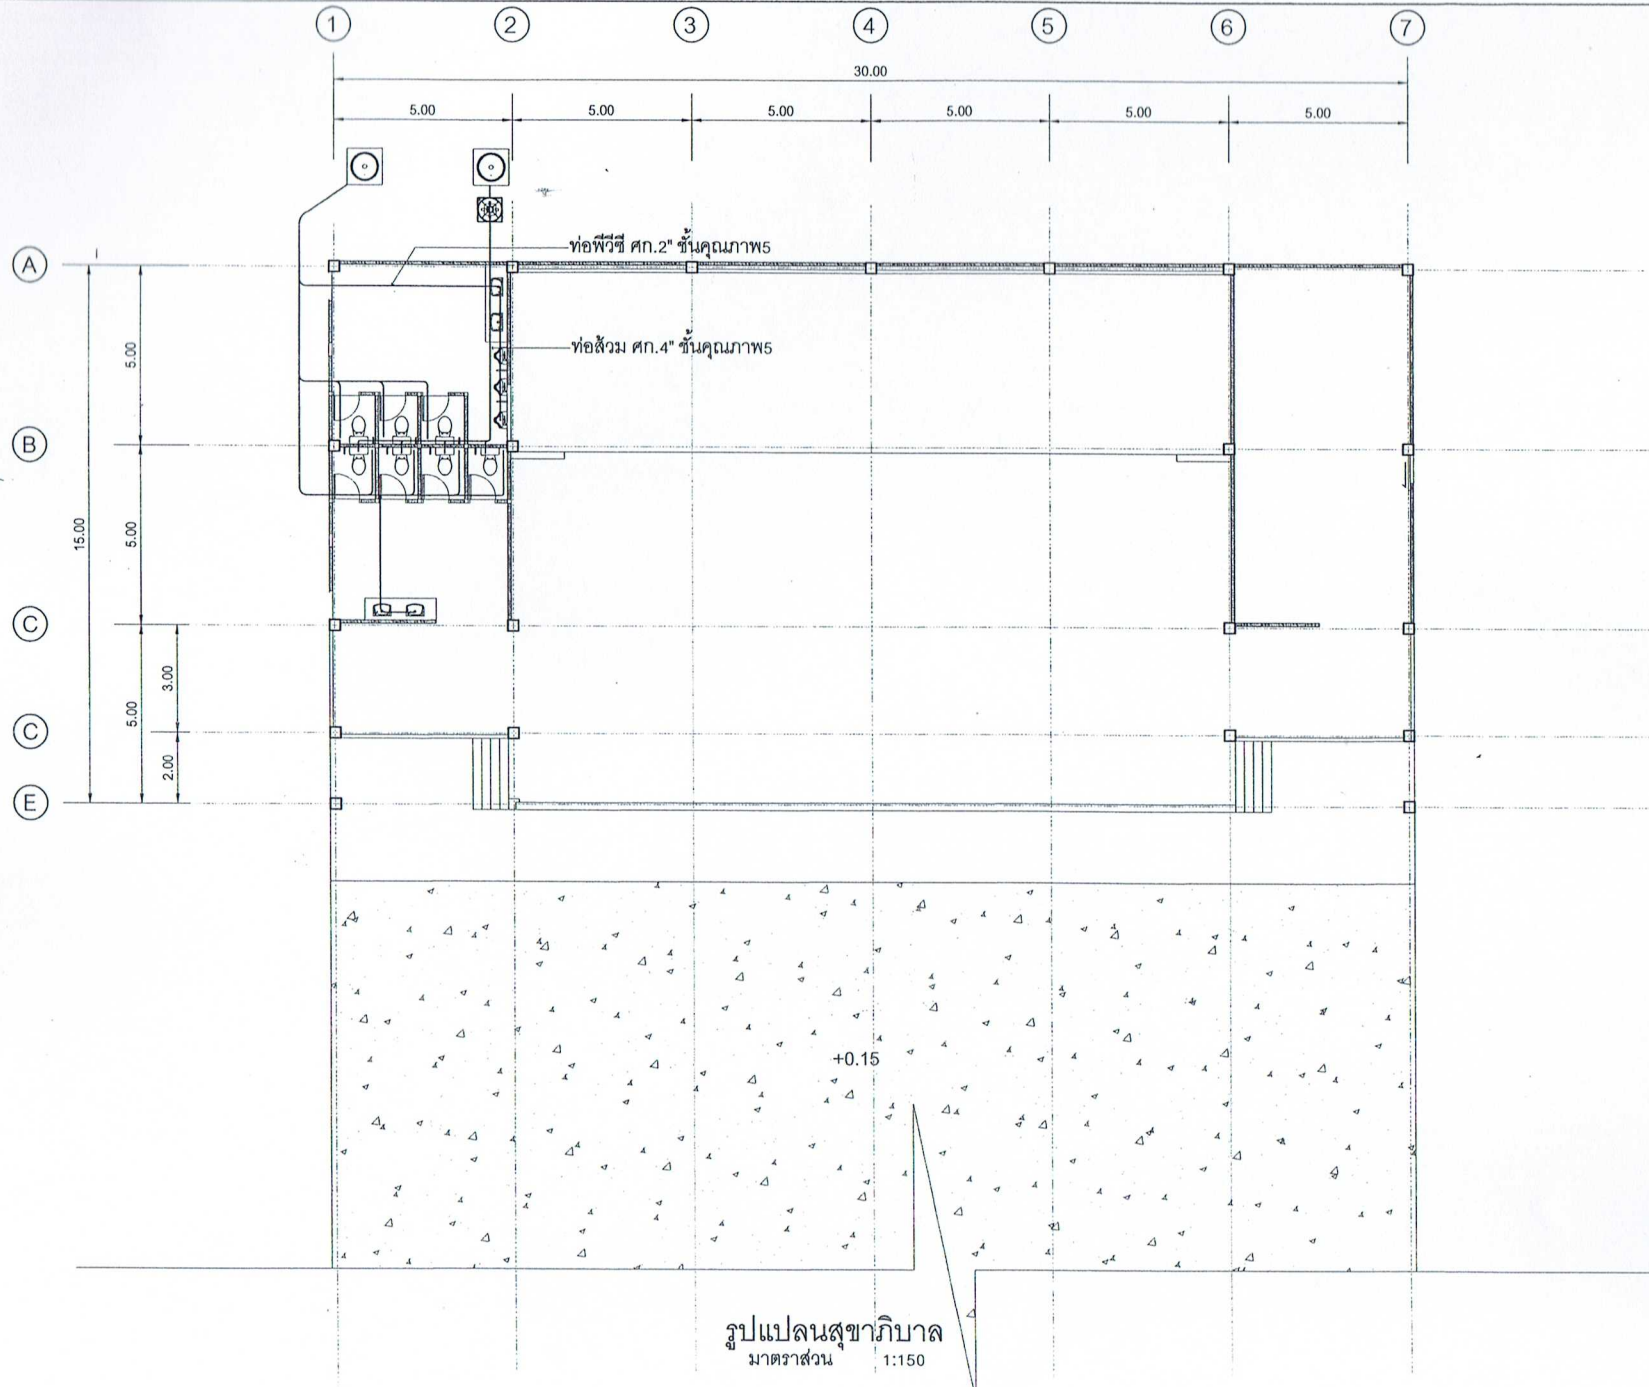 1 2 3 4 5 6 7
30.00
5.00 5.00 5.00 5.00 5.00 5.00
ท่อพีวีซี ศก.2" ชั้นคุณภาพ5
A
ท่อส้วม ศก.4" ชั้นคุณภาพ5
5.00
B
15.00
5.00
C
3.00
5.00
C
2.00
E
+0.15
รูปแปลนสุขาภิบาล
มาตราส่วน 1:150